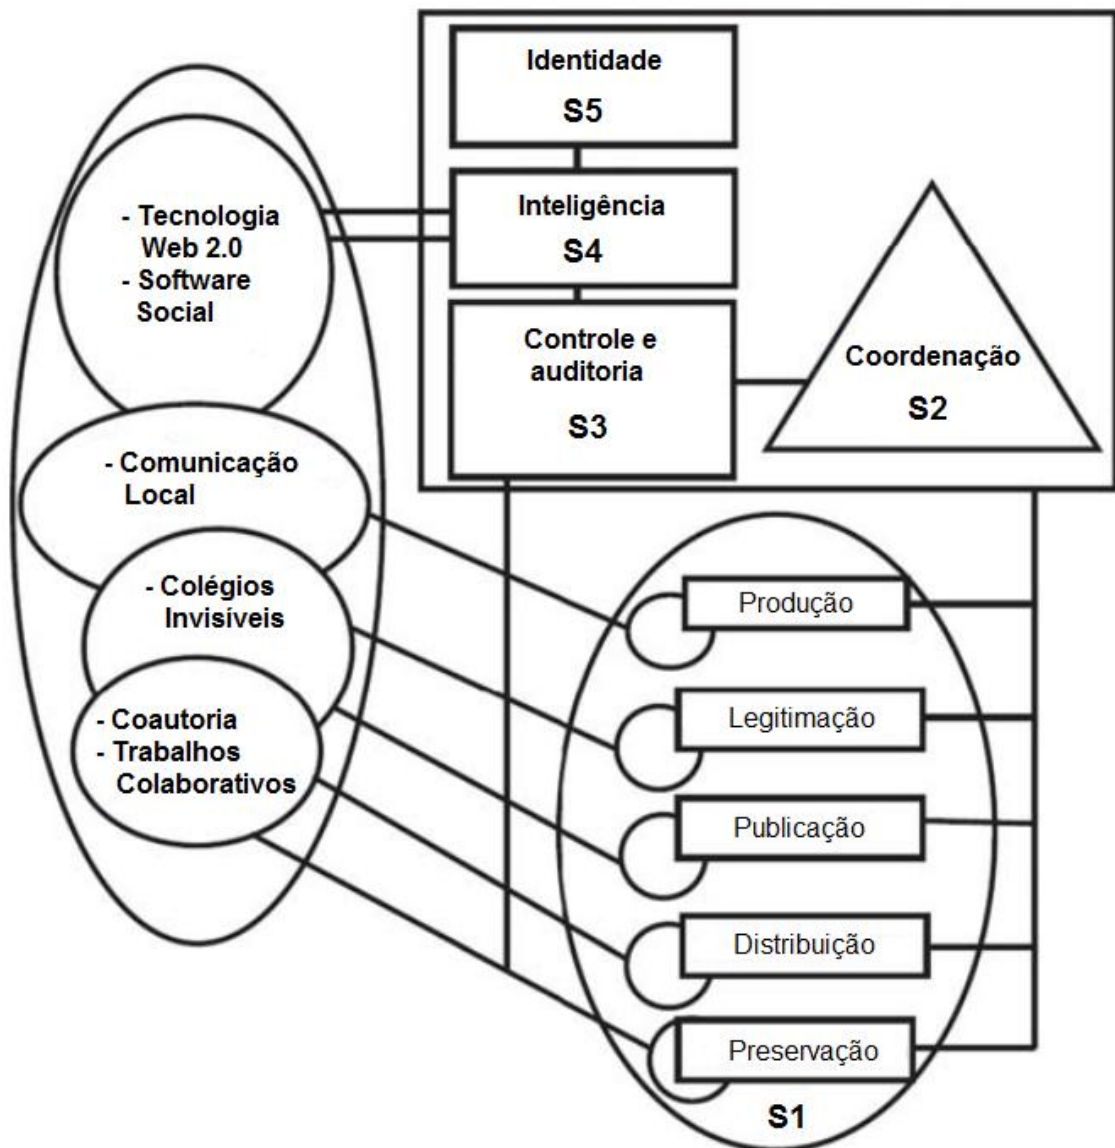 Identidade
S5
Inteligência
S4
Controle e
auditoria
S3
Coordenação
S2
- Tecnologia
Web 2.0
- Software
Social
- Comunicação
Local
- Colégios
Invisíveis
- Coautoria
- Trabalhos
Colaborativos
Produção
Legitimação
Publicação
Distribuição
Preservação
S1